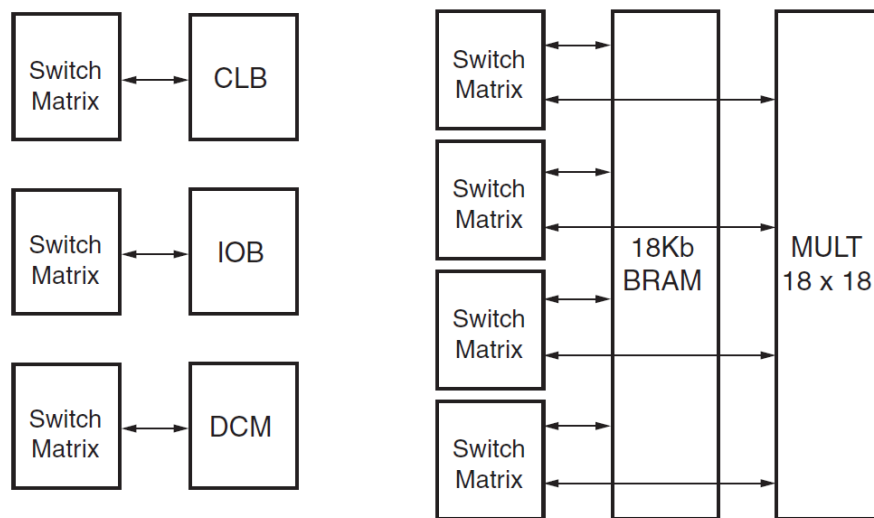 Switch
Matrix
CLB
Switch
Matrix
IOB
Switch
Matrix
DCM
Switch
Matrix
Switch
Matrix
Switch
Matrix
Switch
Matrix
18Kb
BRAM
MULT
18 x 18